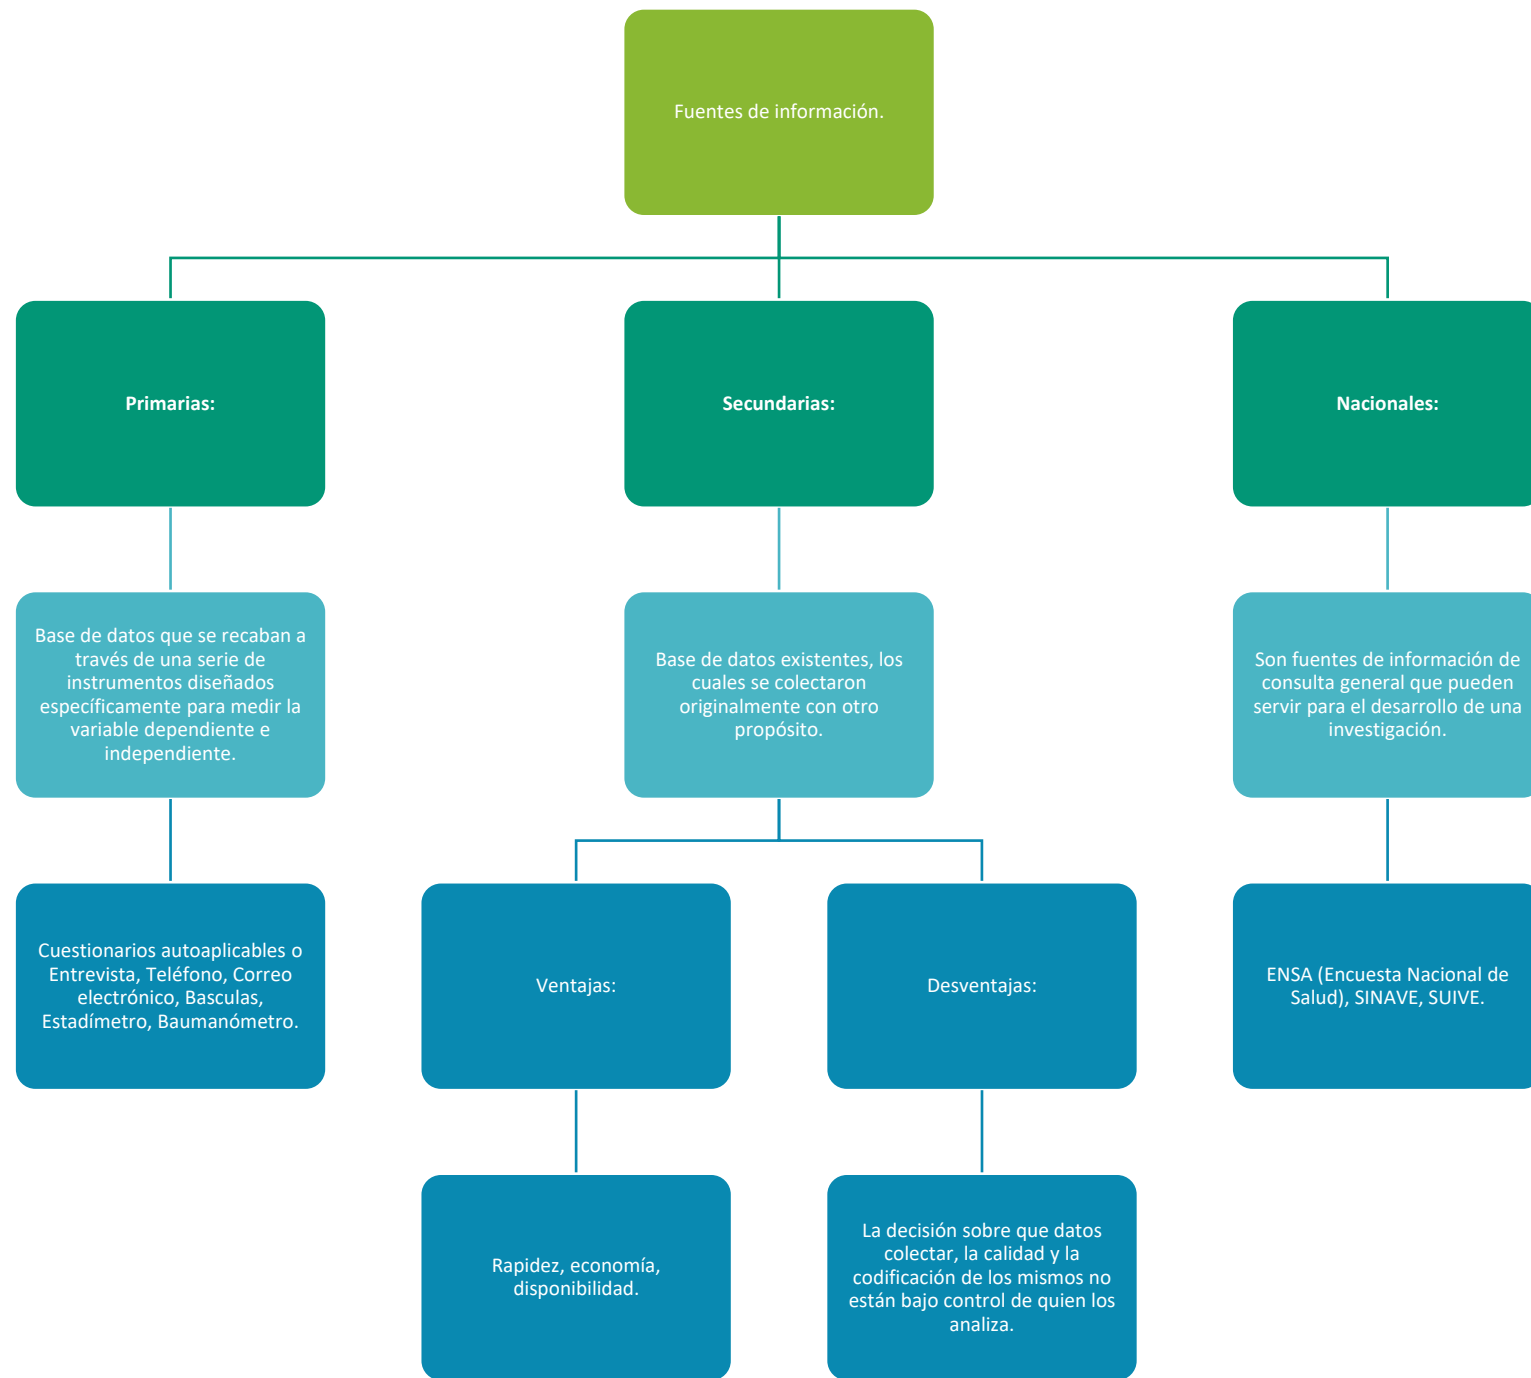 Fuentes de información.
Primarias:
Secundarias:
Nacionales:
Base de datos que se recaban a
través de una serie de
instrumentos diseñados
específicamente para medir la
variable dependiente e
independiente.
Base de datos existentes, los
cuales se colectaron
originalmente con otro
propósito.
Son fuentes de información de
consulta general que pueden
servir para el desarrollo de una
investigación.
Cuestionarios autoaplicables o
Entrevista, Teléfono, Correo
electrónico, Basculas,
Estadímetro, Baumanómetro.
Ventajas:
Desventajas:
ENSA (Encuesta Nacional de
Salud), SINAVE, SUIVE.
Rapidez, economía,
disponibilidad.
La decisión sobre que datos
colectar, la calidad y la
codificación de los mismos no
están bajo control de quien los
analiza.